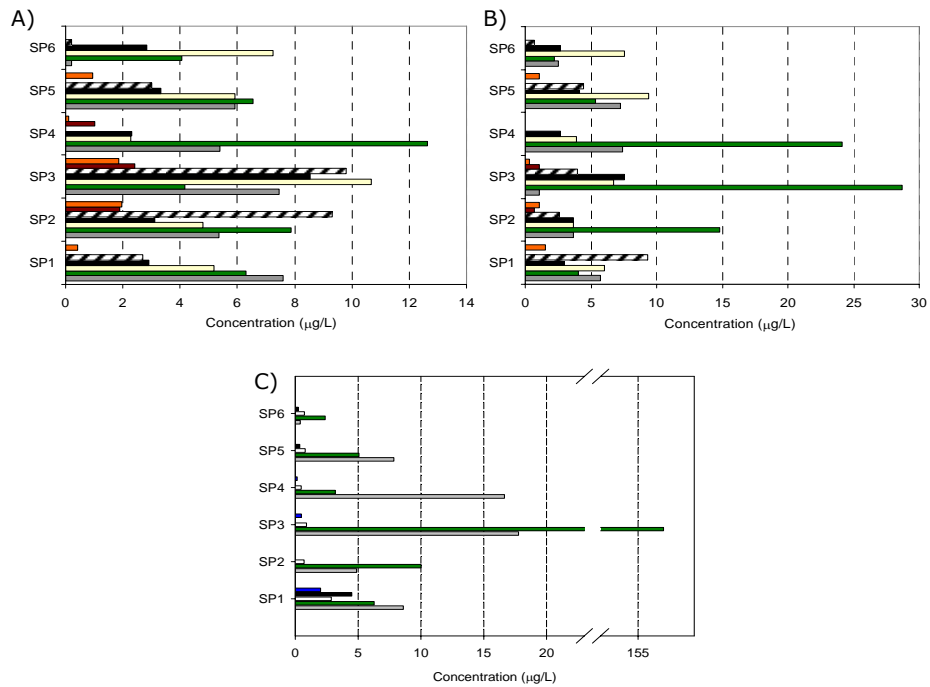 A)
SP6
SP5
SP4
SP3
SP2
SP1
0 2 4 6 8 10 12 14
Concentration (µg/L)
B)
SP6
SP5
SP4
SP3
SP2
SP1
0 5 10 15 20 25 30
Concentration (µg/L)
C)
SP6
SP5
SP4
SP3
SP2
SP1
0 5 10 15 20 155
Concentration (µg/L)